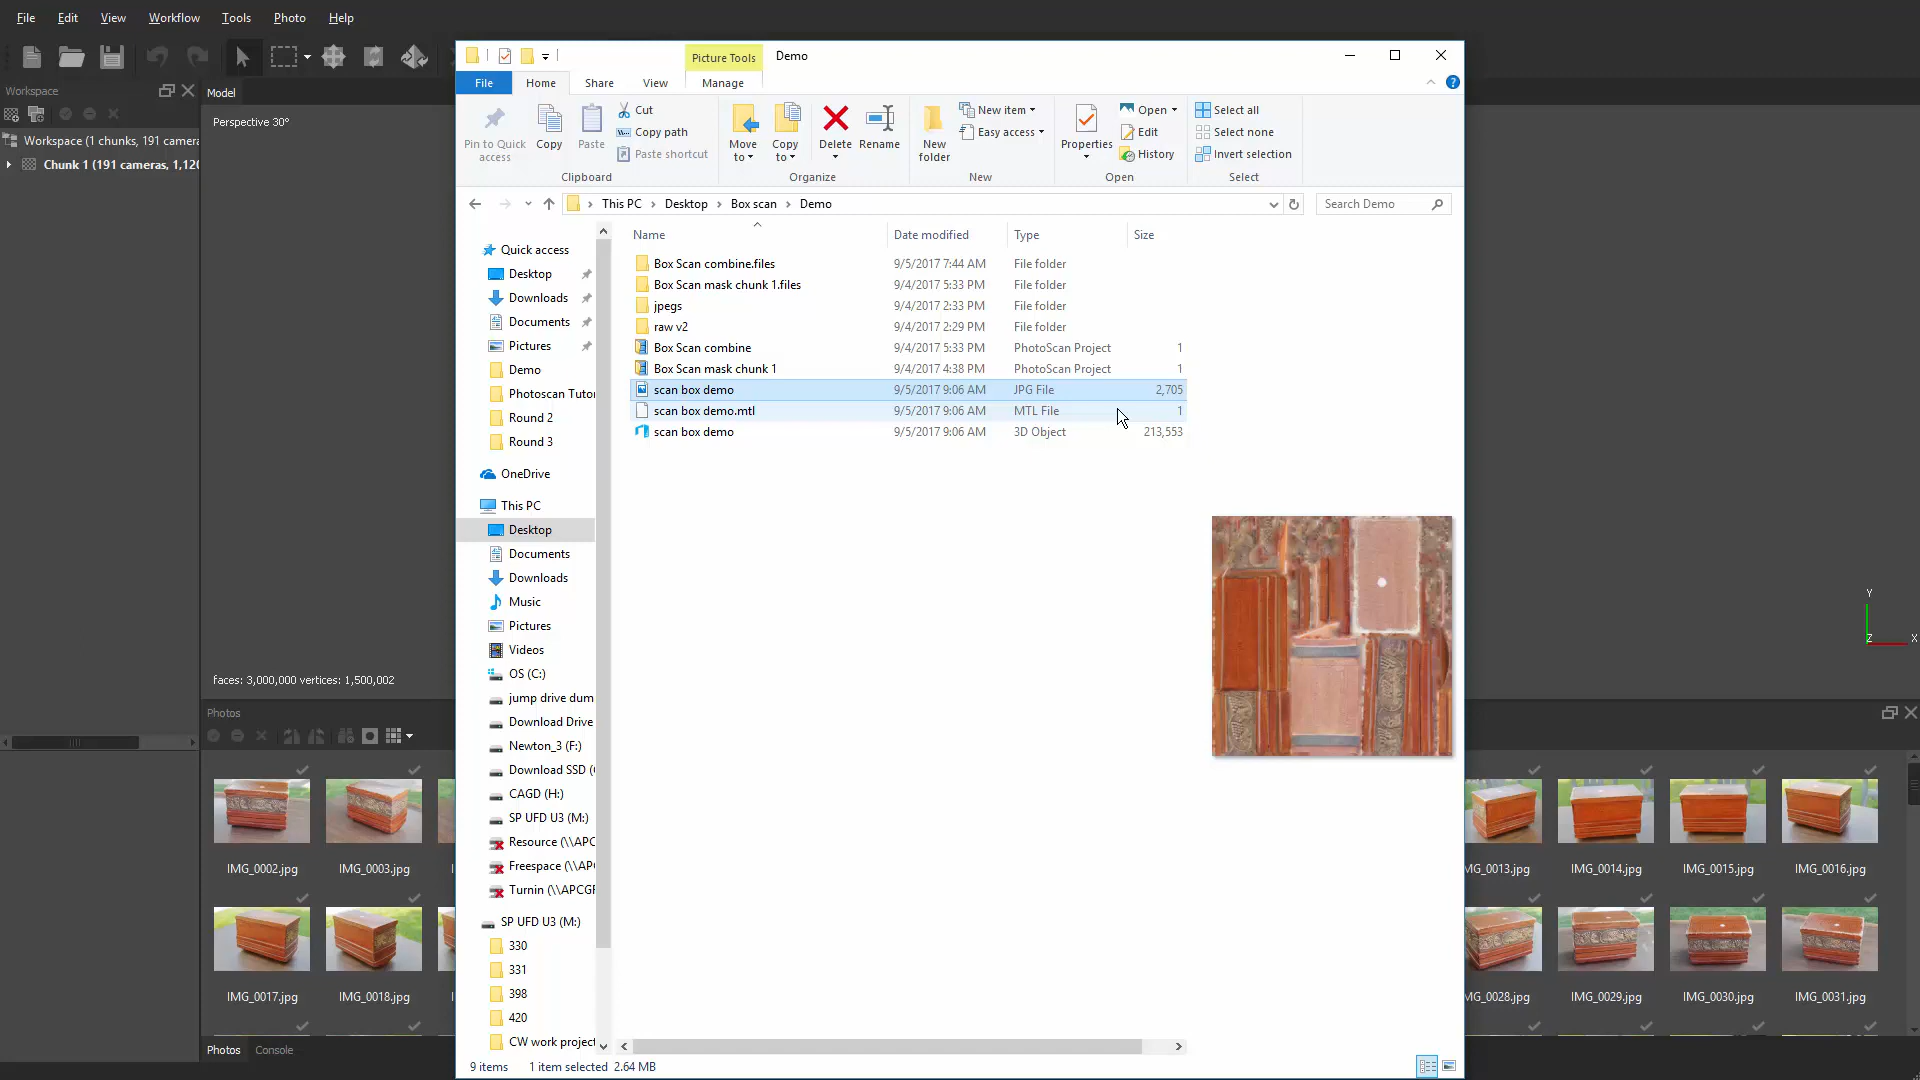 File Edit View Workflow Tools Photo Help
Workspace
Workspace (1 chunks, 191 camera
Chunk 1 (191 cameras, 1,120
Model
Perspective 30°
faces: 3,000,000 vertices: 1,500,002
Y
Z
X
Picture Tools
Demo
File Home Share View Manage
Pin to Quick access
Copy
Paste
Cut
Copy path
Paste shortcut
Clipboard
Move to
Copy to
Delete
Rename
Organize
New folder
New item
Easy access
New
Properties
Open
Edit
History
Open
Select all
Select none
Invert selection
Select
This PC Desktop Box scan Demo
Search Demo
Quick access
Desktop
Downloads
Documents
Pictures
Demo
Photoscan Tutor
Round 2
Round 3
OneDrive
This PC
Desktop
Documents
Downloads
Music
Pictures
Videos
OS (C:)
jump drive dum
Download Drive
Newton_3 (F:)
Download SSD (
CAGD (H:)
SP UFD U3 (M:)
Resource (\\APC
Freespace (\\AP
Turnin (\\APCGF
SP UFD U3 (M:)
330
331
398
420
CW work project
Name Date modified Type Size
Box Scan combine.files 9/5/2017 7:44 AM File folder
Box Scan mask chunk 1.files 9/4/2017 5:33 PM File folder
jpegs 9/4/2017 2:33 PM File folder
raw v2 9/4/2017 2:29 PM File folder
Box Scan combine 9/4/2017 5:33 PM PhotoScan Project 1
Box Scan mask chunk 1 9/4/2017 4:38 PM PhotoScan Project 1
scan box demo 9/5/2017 9:06 AM JPG File 2,705
scan box demo.mtl 9/5/2017 9:06 AM MTL File 1
scan box demo 9/5/2017 9:06 AM 3D Object 213,553
9 items 1 item selected 2.64 MB
Photos
IMG_0002.jpg IMG_0003.jpg MG_0013.jpg IMG_0014.jpg IMG_0015.jpg IMG_0016.jpg
IMG_0017.jpg IMG_0018.jpg MG_0028.jpg IMG_0029.jpg IMG_0030.jpg IMG_0031.jpg
Photos Console